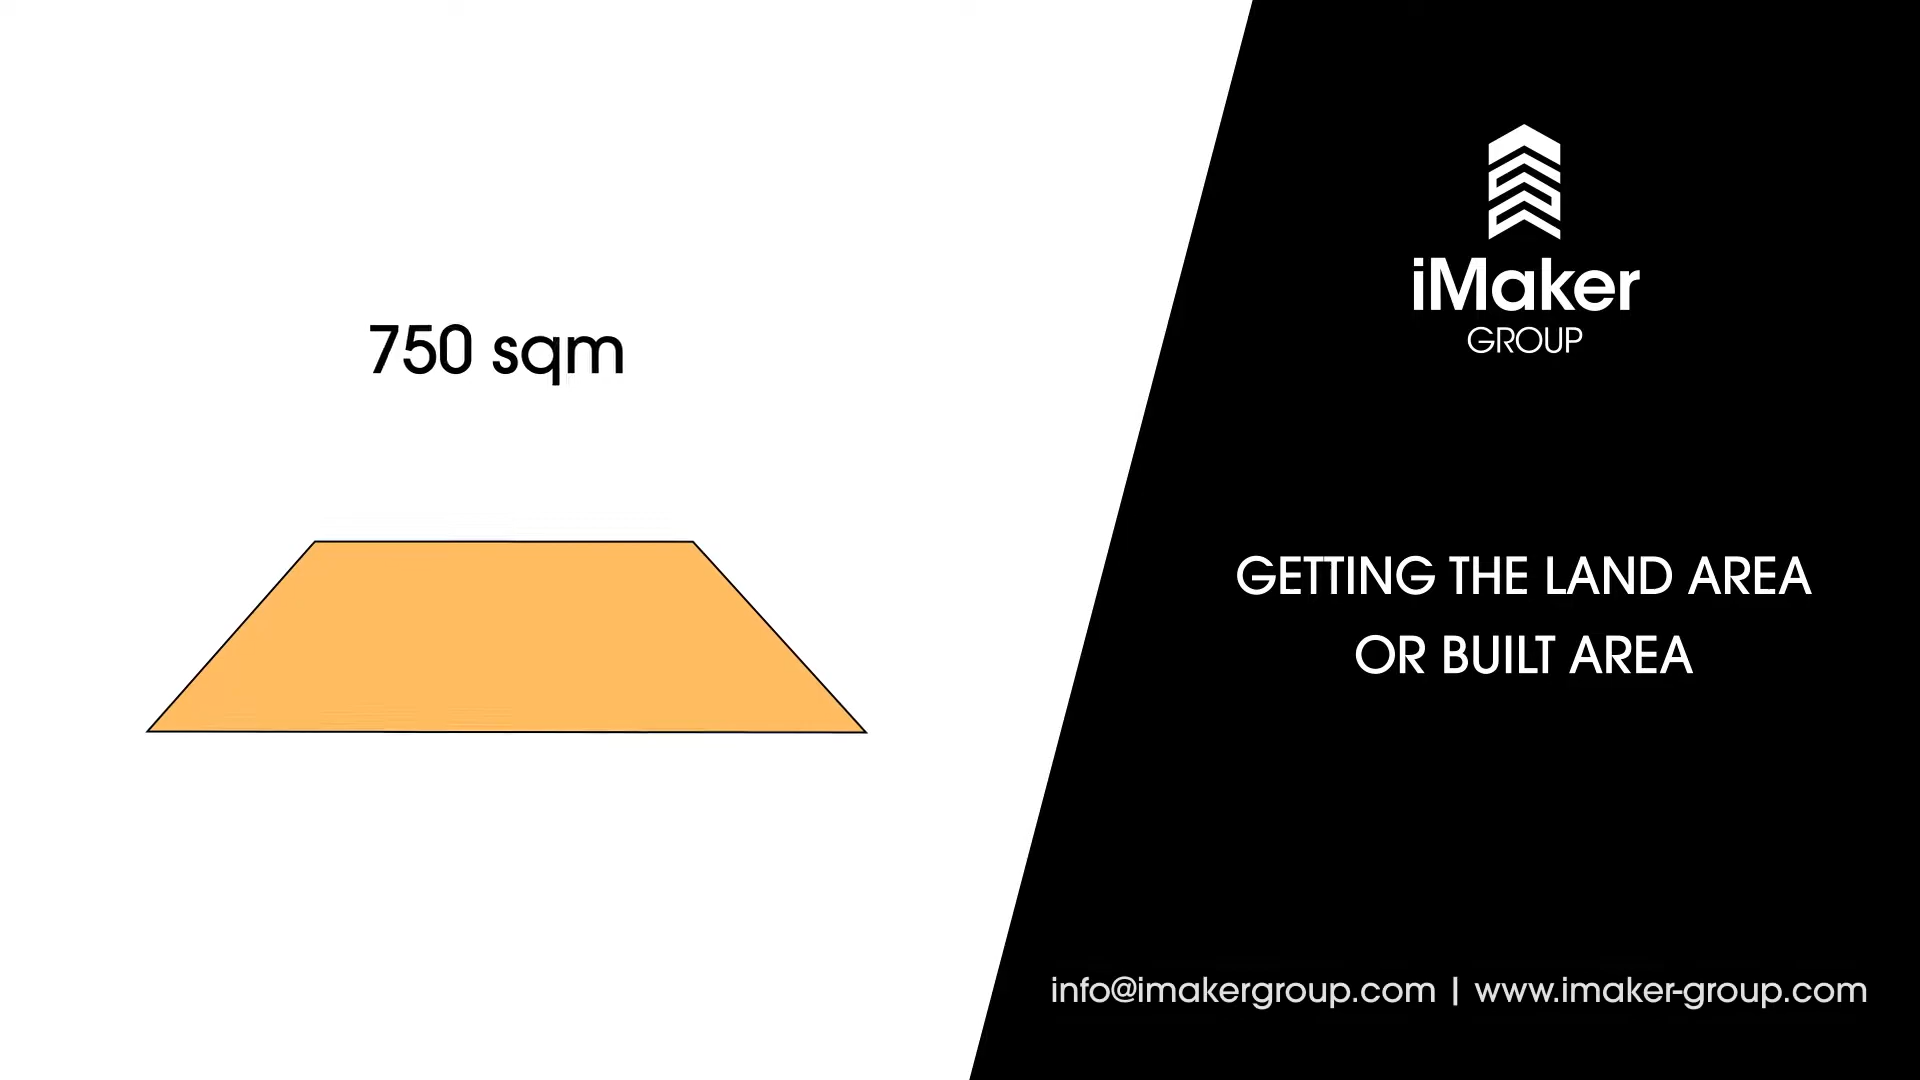 750 sqm
iMaker
GROUP
GETTING THE LAND AREA
OR BUILT AREA
info@imakergroup.com | www.imaker-group.com